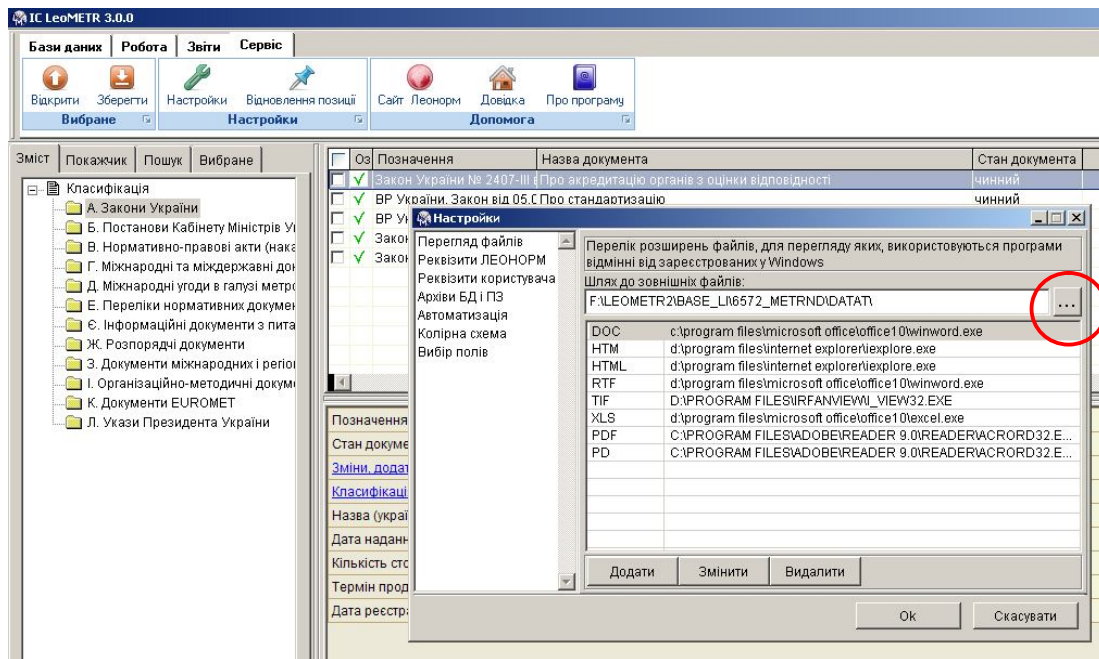 IC LeoMETR 3.0.0
Бази даних Робота Звіти Сервіс
Відкрити Зберегти Настройки Відновлення позиції Сайт Леонорм Довідка Про програму
Вибране Настройки Допомога
Зміст Покажчик Пошук Вибране
Класифікація
А. Закони України
Б. Постанови Кабінету Міністрів
В. Нормативно-правові акти (нака
Г. Міжнародні та міждержавні
Д. Міжнародні угоди в галузі метро
Е. Переліки нормативних докумен
Є. Інформаційні документи з пита
Ж. Розпорядчі документи
З. Документи міжнародних і регіо
І. Організаційно-методичні докум
К. Документи EUROMET
Л. Укази Президента України
Оз Позначення Назва документа Стан документа
Закон України № 2407-III Про акредитацію органів з оцінки відповідності чинний
ВР України. Закон від 05.0 Про стандартизацію чинний
ВР Ук
Закон
Закон
Позначення
Стан докуме
Зміни, додат
Класифікаці
Назва (украї
Дата наданн
Кількість сто
Термін прод
Дата реєстра
Настройки
Перегляд файлів
Реквізити ЛЕОНОРМ
Реквізити користувача
Архіви БД і ПЗ
Автоматизація
Колірна схема
Вибір полів
Перелік розширень файлів, для перегляду яких, використовуються програми
відмінні від зареєстрованих у Windows
Шлях до зовнішніх файлів:
F:\LEOMETR2\BASE_LI\6572_METRND\DATAT\ ...
DOC c:\program files\microsoft office\office10\winword.exe
HTM d:\program files\internet explorer\iexplore.exe
HTML d:\program files\internet explorer\iexplore.exe
RTF d:\program files\microsoft office\office10\winword.exe
TIF D:\PROGRAM FILES\IRFANVIEW\I_VIEW32.EXE
XLS d:\program files\microsoft office\office10\excel.exe
PDF C:\PROGRAM FILES\ADOBE\READER 9.0\READER\ACRORD32.E...
PD C:\PROGRAM FILES\ADOBE\READER 9.0\READER\ACRORD32.E...
Додати Змінити Видалити
Ok Скасувати